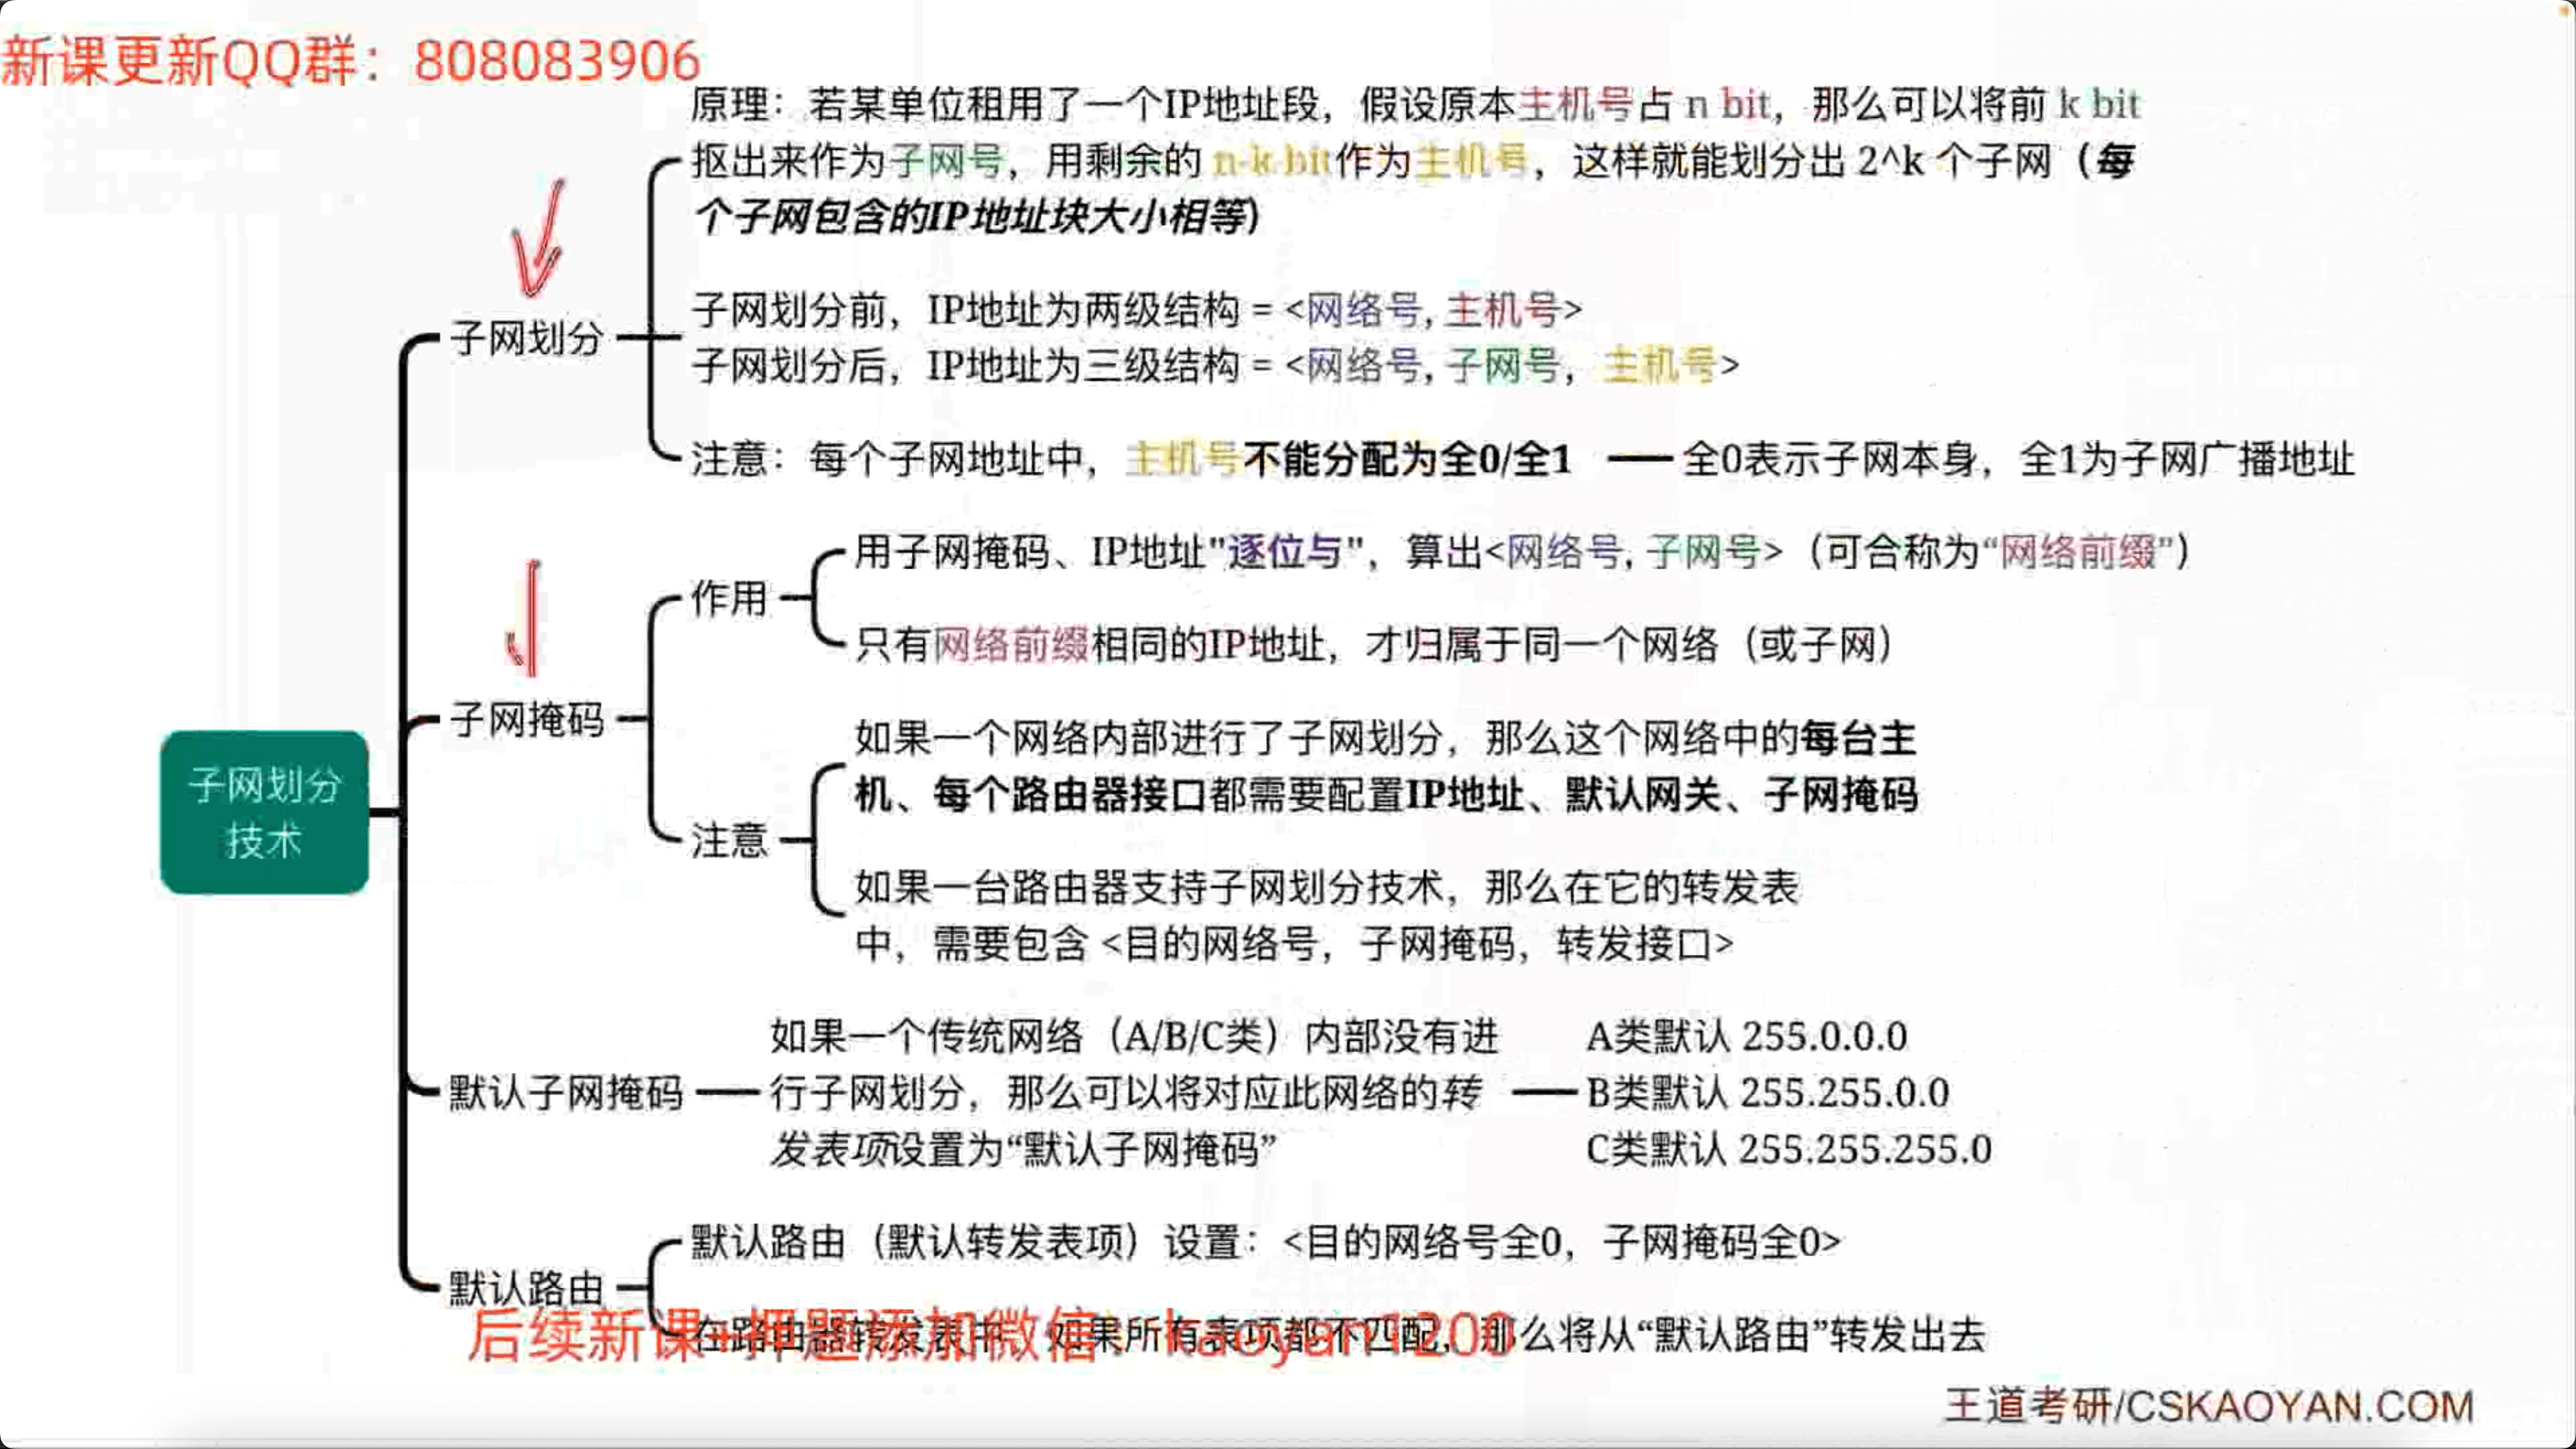 新课更新QQ群：808083906
原理：若某单位租用了一个IP地址段，假设原本主机号占 n bit，那么可以将前 k bit
抠出来作为子网号，用剩余的 n-k bit作为主机号，这样就能划分出 2^k 个子网（每
个子网包含的IP地址块大小相等）
子网划分
子网划分前，IP地址为两级结构 = <网络号, 主机号>
子网划分后，IP地址为三级结构 = <网络号, 子网号，主机号>
注意：每个子网地址中，主机号不能分配为全0/全1 — 全0表示子网本身，全1为子网广播地址
用子网掩码、IP地址"逐位与"，算出<网络号, 子网号>（可合称为“网络前缀”）
作用
只有网络前缀相同的IP地址，才归属于同一个网络（或子网）
子网掩码
如果一个网络内部进行了子网划分，那么这个网络中的每台主
机、每个路由器接口都需要配置IP地址、默认网关、子网掩码
注意
如果一台路由器支持子网划分技术，那么在它的转发表
中，需要包含 <目的网络号，子网掩码，转发接口>
子网划分
技术
如果一个传统网络（A/B/C类）内部没有进
行子网划分，那么可以将对应此网络的转
发表项设置为“默认子网掩码”
默认子网掩码
A类默认 255.0.0.0
B类默认 255.255.0.0
C类默认 255.255.255.0
默认路由（默认转发表项）设置：<目的网络号全0，子网掩码全0>
默认路由
在路由器转发表中，如果所有表项都不匹配，那么将从“默认路由”转发出去
后续新课+押题添加微信：kaoyan1200
王道考研/CSKAOYAN.COM